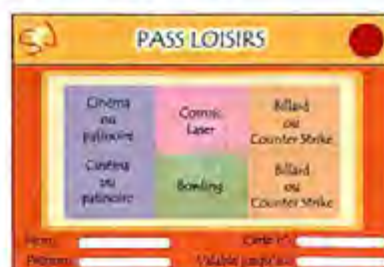 PASS LOISIRS
Cinéma ou patinoire
Cosmic Laser
Billard ou Counter Strike
Cinéma ou patinoire
Bowling
Billard ou Counter Strike
Nom:
Carte n°:
Prénom:
Valable jusqu'au: